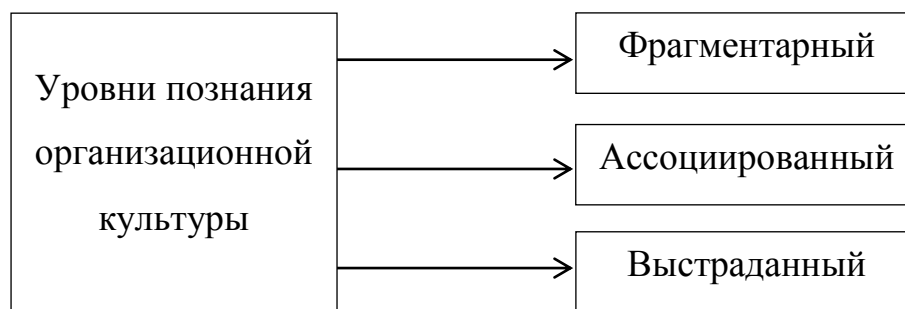 Уровни познания
организационной
культуры
Фрагментарный
Ассоциированный
Выстраданный